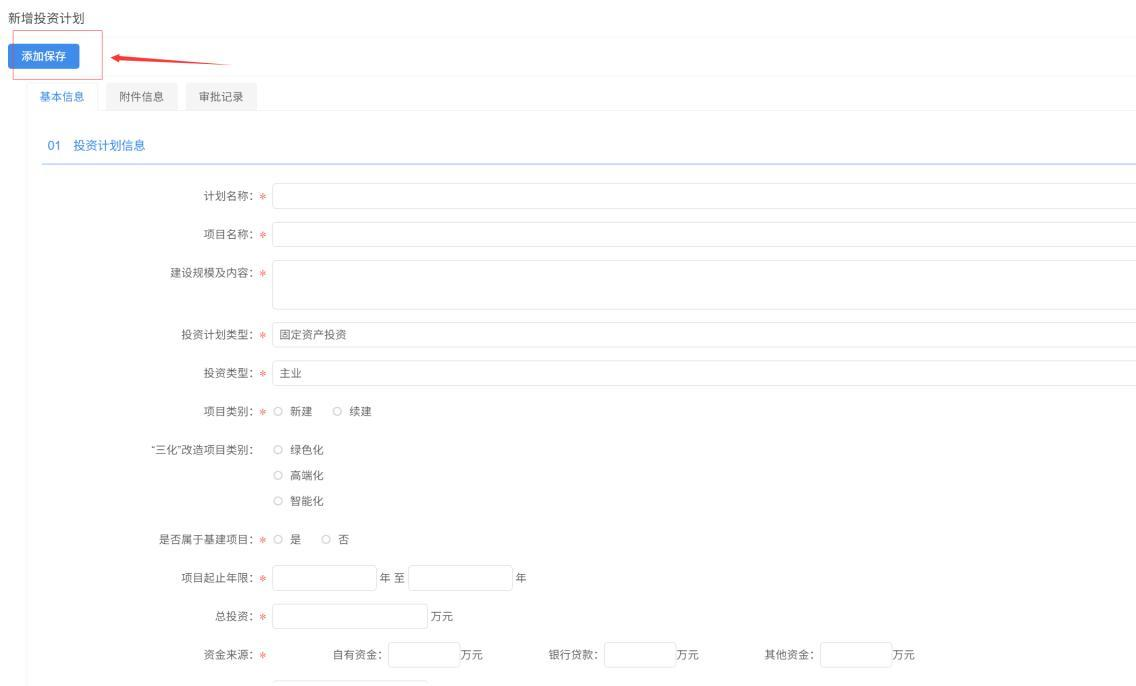 新增投资计划
添加保存
基本信息 附件信息 审批记录
01 投资计划信息
计划名称：*
项目名称：*
建设规模及内容：*
投资计划类型：* 固定资产投资
投资类型：* 主业
项目类别：* 新建 续建
“三化”改造项目类别： 绿色化
高端化
智能化
是否属于基建项目：* 是 否
项目起止年限：* 年 至 年
总投资：* 万元
资金来源：* 自有资金： 万元 银行贷款： 万元 其他资金： 万元